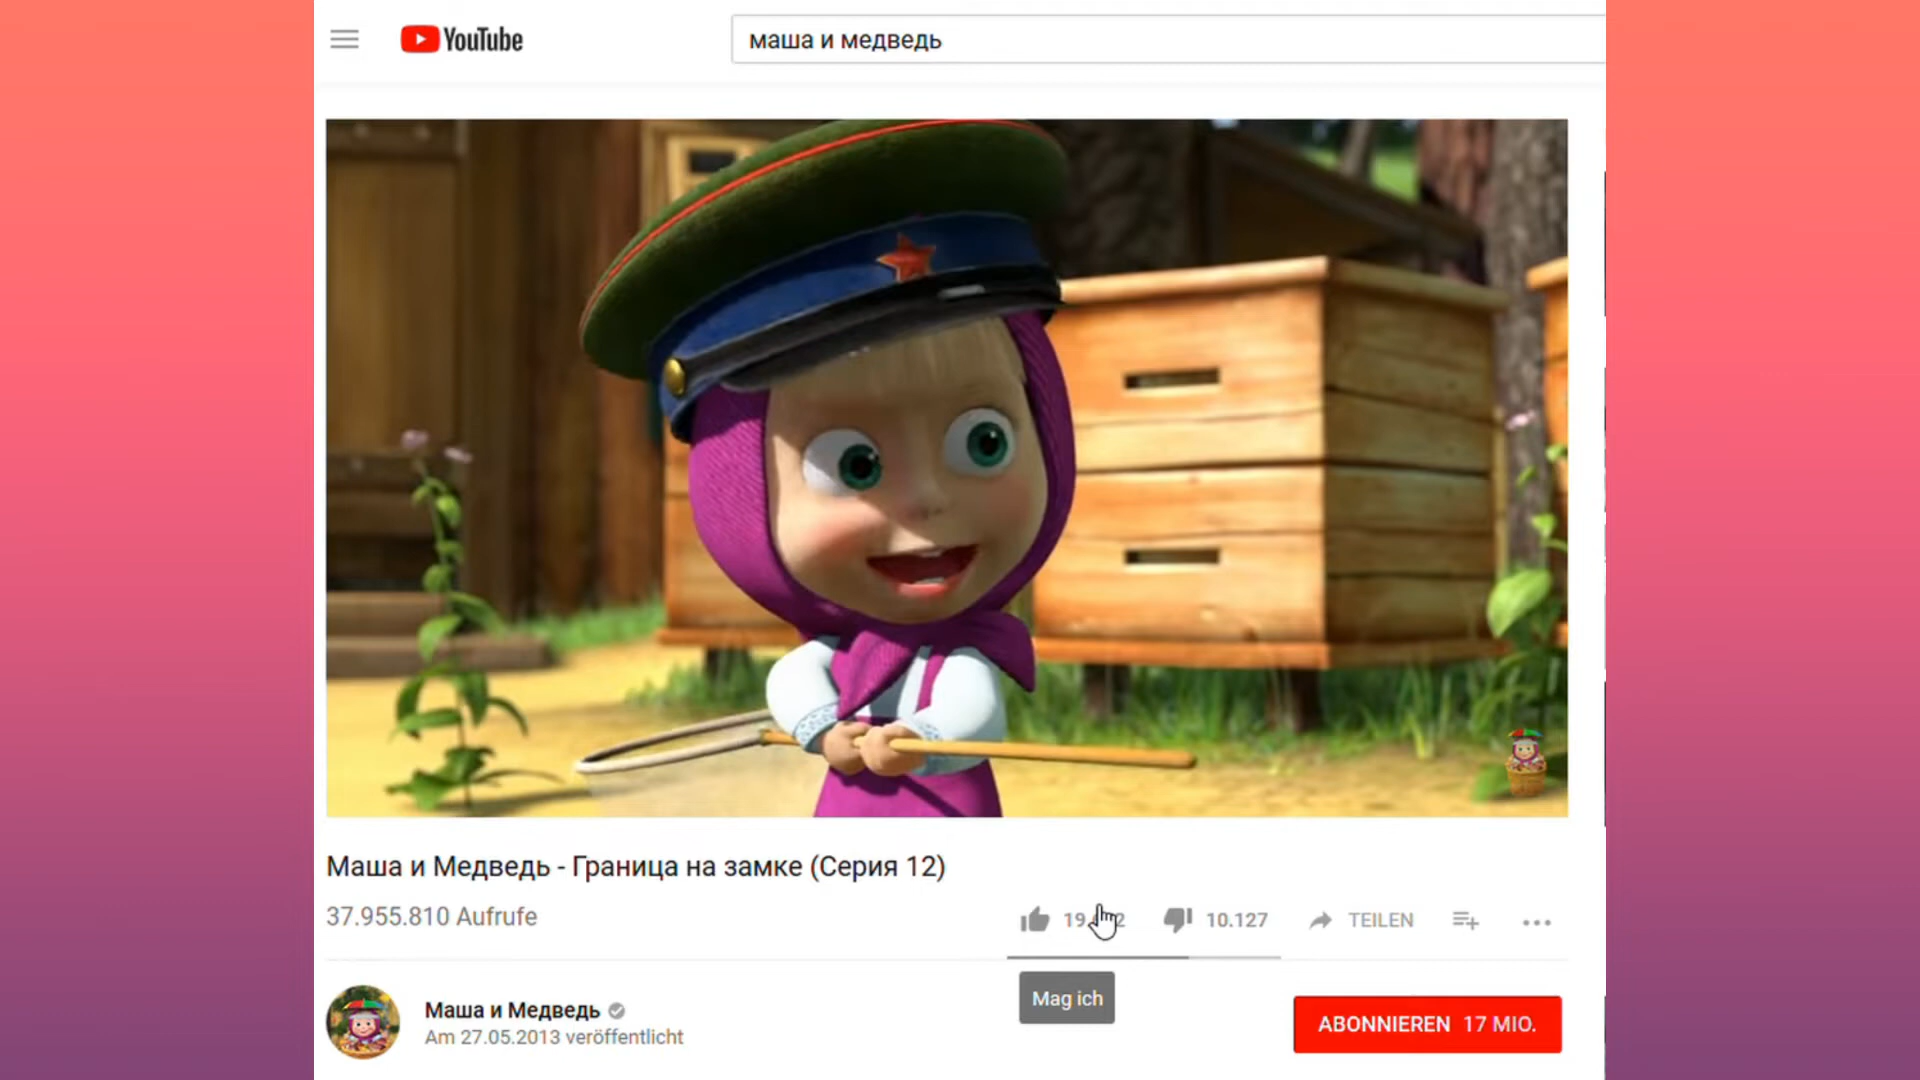 YouTube
маша и медведь
Маша и Медведь - Граница на замке (Серия 12)
37.955.810 Aufrufe
10.127
TEILEN
Mag ich
Маша и Медведь
Am 27.05.2013 veröffentlicht
ABONNIEREN 17 MIO.